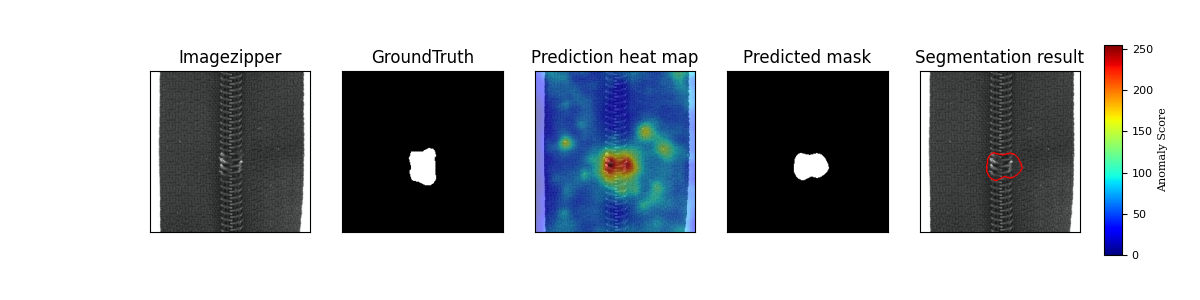 Imagezipper
GroundTruth
Prediction heat map
Predicted mask
Segmentation result
250
200
150
100
50
0
Anomaly Score